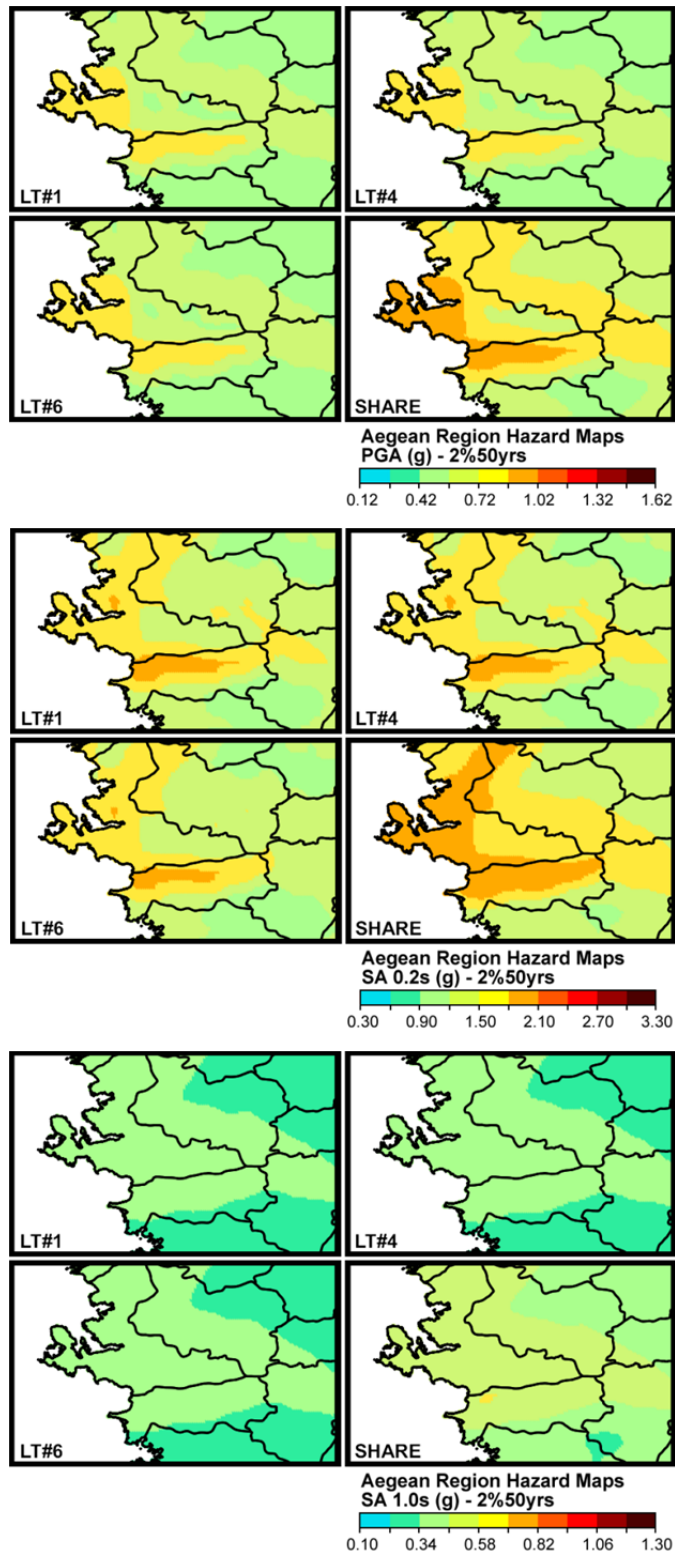 LT#1
LT#4
LT#6
SHARE
Aegean Region Hazard Maps
PGA (g) - 2%50yrs
0.12 0.42 0.72 1.02 1.32 1.62
LT#1
LT#4
LT#6
SHARE
Aegean Region Hazard Maps
SA 0.2s (g) - 2%50yrs
0.30 0.90 1.50 2.10 2.70 3.30
LT#1
LT#4
LT#6
SHARE
Aegean Region Hazard Maps
SA 1.0s (g) - 2%50yrs
0.10 0.34 0.58 0.82 1.06 1.30